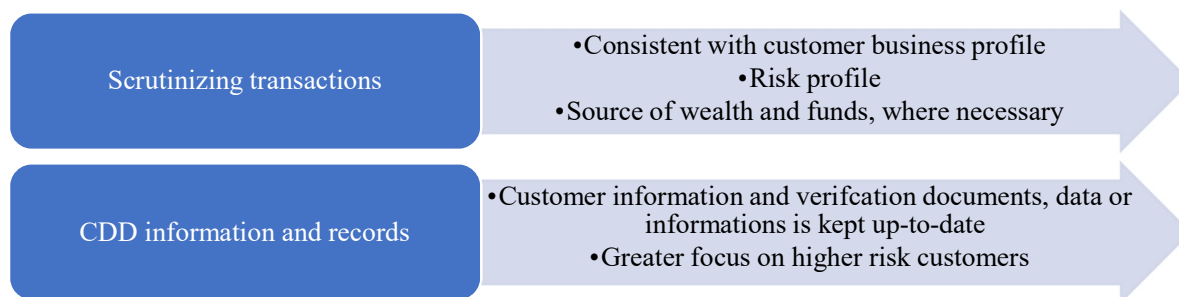 Scrutinizing transactions
•Consistent with customer business profile
•Risk profile
•Source of wealth and funds, where necessary
CDD information and records
•Customer information and verifcation documents, data or
informations is kept up-to-date
•Greater focus on higher risk customers